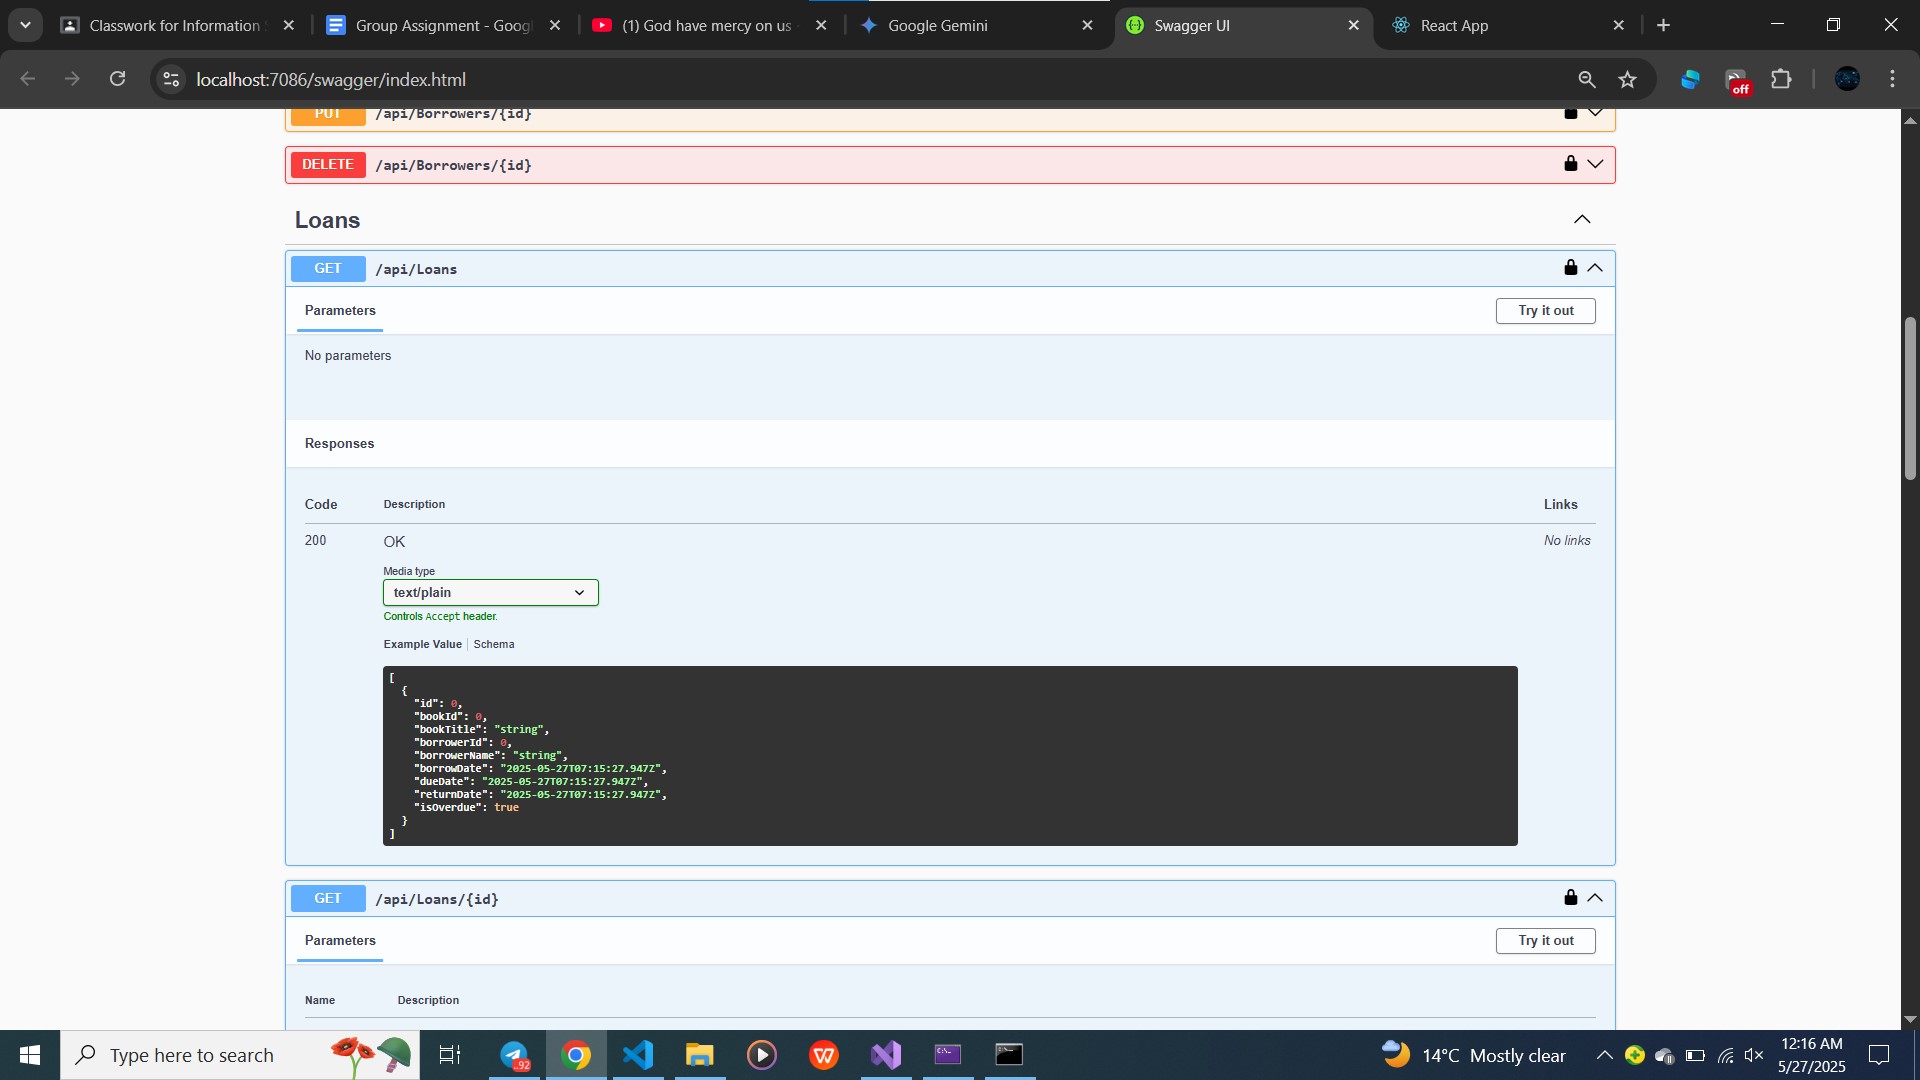 Classwork for Information
Group Assignment - Goog
(1) God have mercy on us
Google Gemini
Swagger UI
React App
localhost:7086/swagger/index.html
off
PUT /api/Borrowers/{id}
DELETE /api/Borrowers/{id}
Loans
GET /api/Loans
Parameters
Try it out
No parameters
Responses
Code Description Links
200 OK No links
Media type
text/plain
Controls Accept header.
Example Value Schema
[
{
"id": 0,
"bookId": 0,
"bookTitle": "string",
"borrowerId": 0,
"borrowerName": "string",
"borrowDate": "2025-05-27T07:15:27.947Z",
"dueDate": "2025-05-27T07:15:27.947Z",
"returnDate": "2025-05-27T07:15:27.947Z",
"isOverdue": true
}
]
GET /api/Loans/{id}
Parameters
Try it out
Name Description
Type here to search
..92
14°C Mostly clear
12:16 AM
5/27/2025